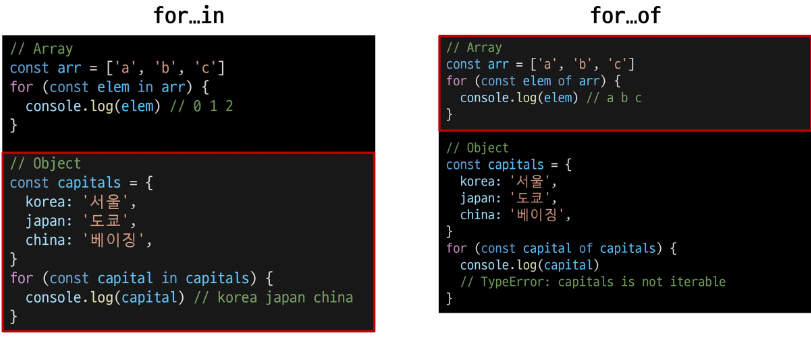 for…in
// Array
const arr = ['a', 'b', 'c']
for (const elem in arr) {
  console.log(elem) // 0 1 2
}
// Object
const capitals = {
  korea: '서울',
  japan: '도쿄',
  china: '베이징',
}
for (const capital in capitals) {
  console.log(capital) // korea japan china
}
for…of
// Array
const arr = ['a', 'b', 'c']
for (const elem of arr) {
  console.log(elem) // a b c
}
// Object
const capitals = {
  korea: '서울',
  japan: '도쿄',
  china: '베이징',
}
for (const capital of capitals) {
  console.log(capital)
  // TypeError: capitals is not iterable
}